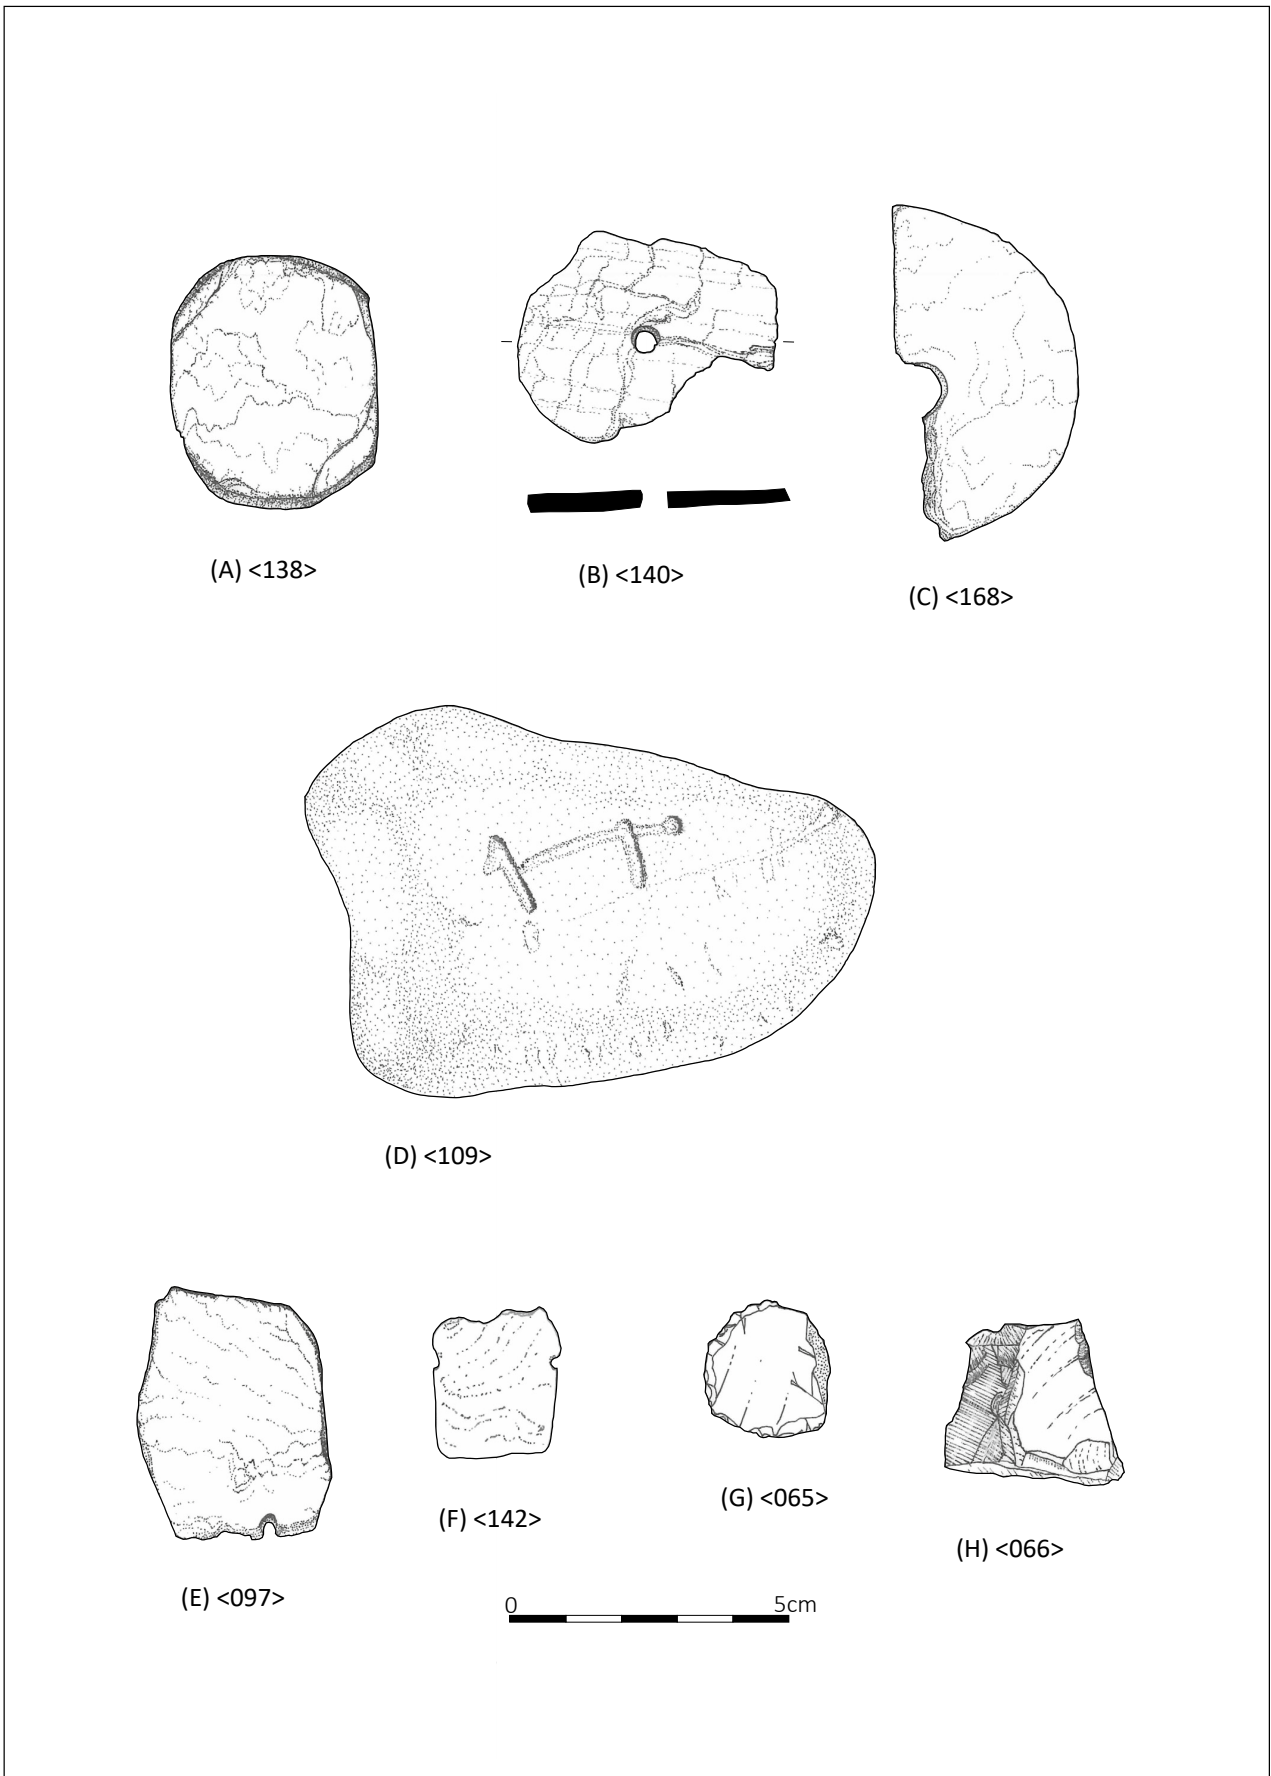 (A) <138>
(B) <140>
(C) <168>
(D) <109>
(E) <097>
(F) <142>
(G) <065>
(H) <066>
0 5cm